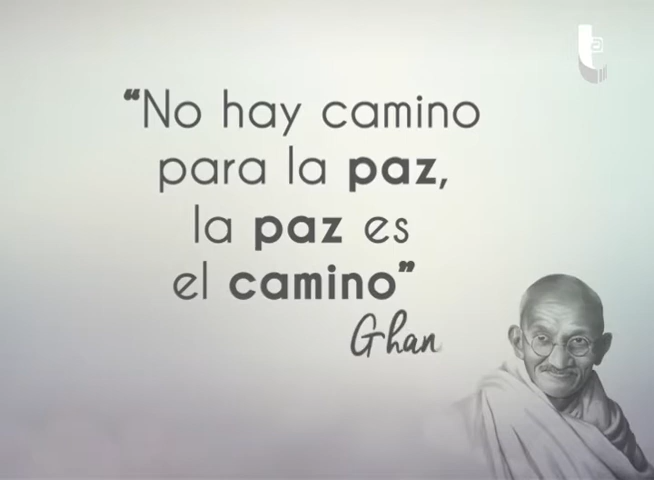 “No hay camino
para la paz,
la paz es
el camino”
Ghan